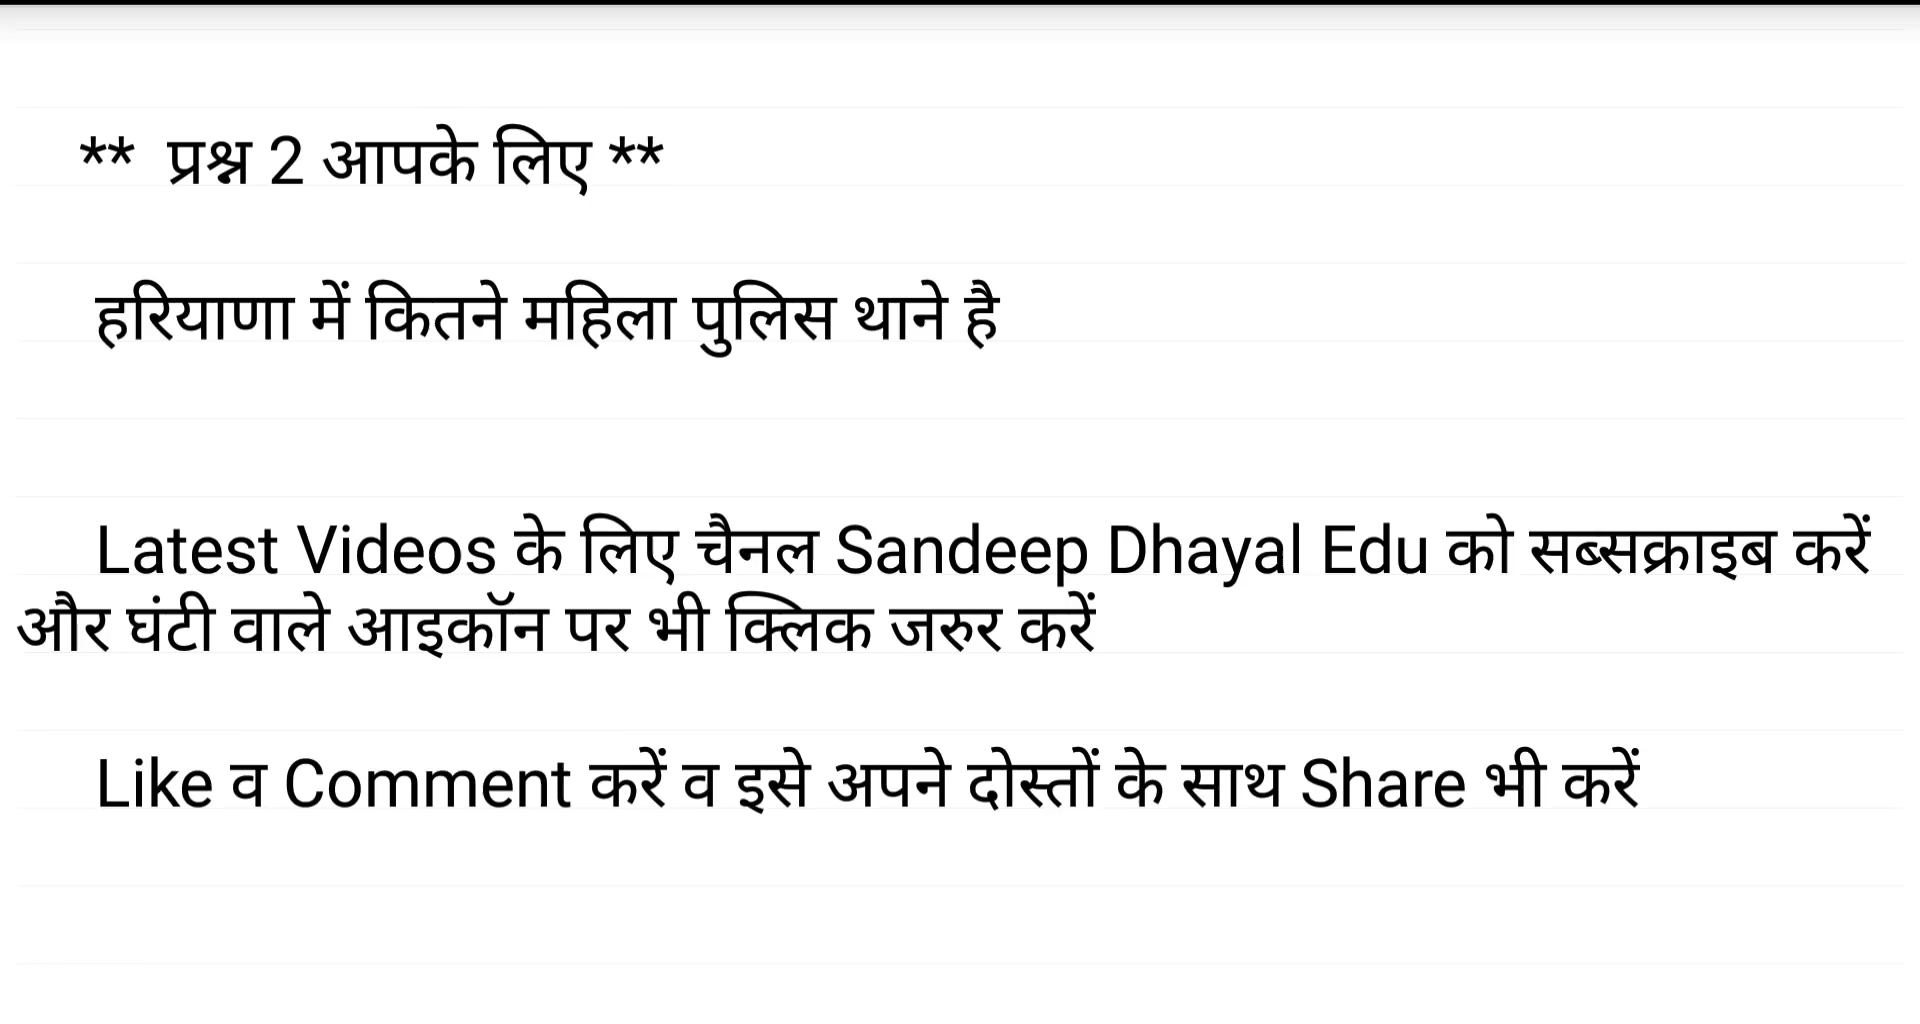 ** प्रश्न 2 आपके लिए **
हरियाणा में कितने महिला पुलिस थाने है
Latest Videos के लिए चैनल Sandeep Dhayal Edu को सब्सक्राइब करें
और घंटी वाले आइकॉन पर भी क्लिक जरुर करें
Like व Comment करें व इसे अपने दोस्तों के साथ Share भी करें